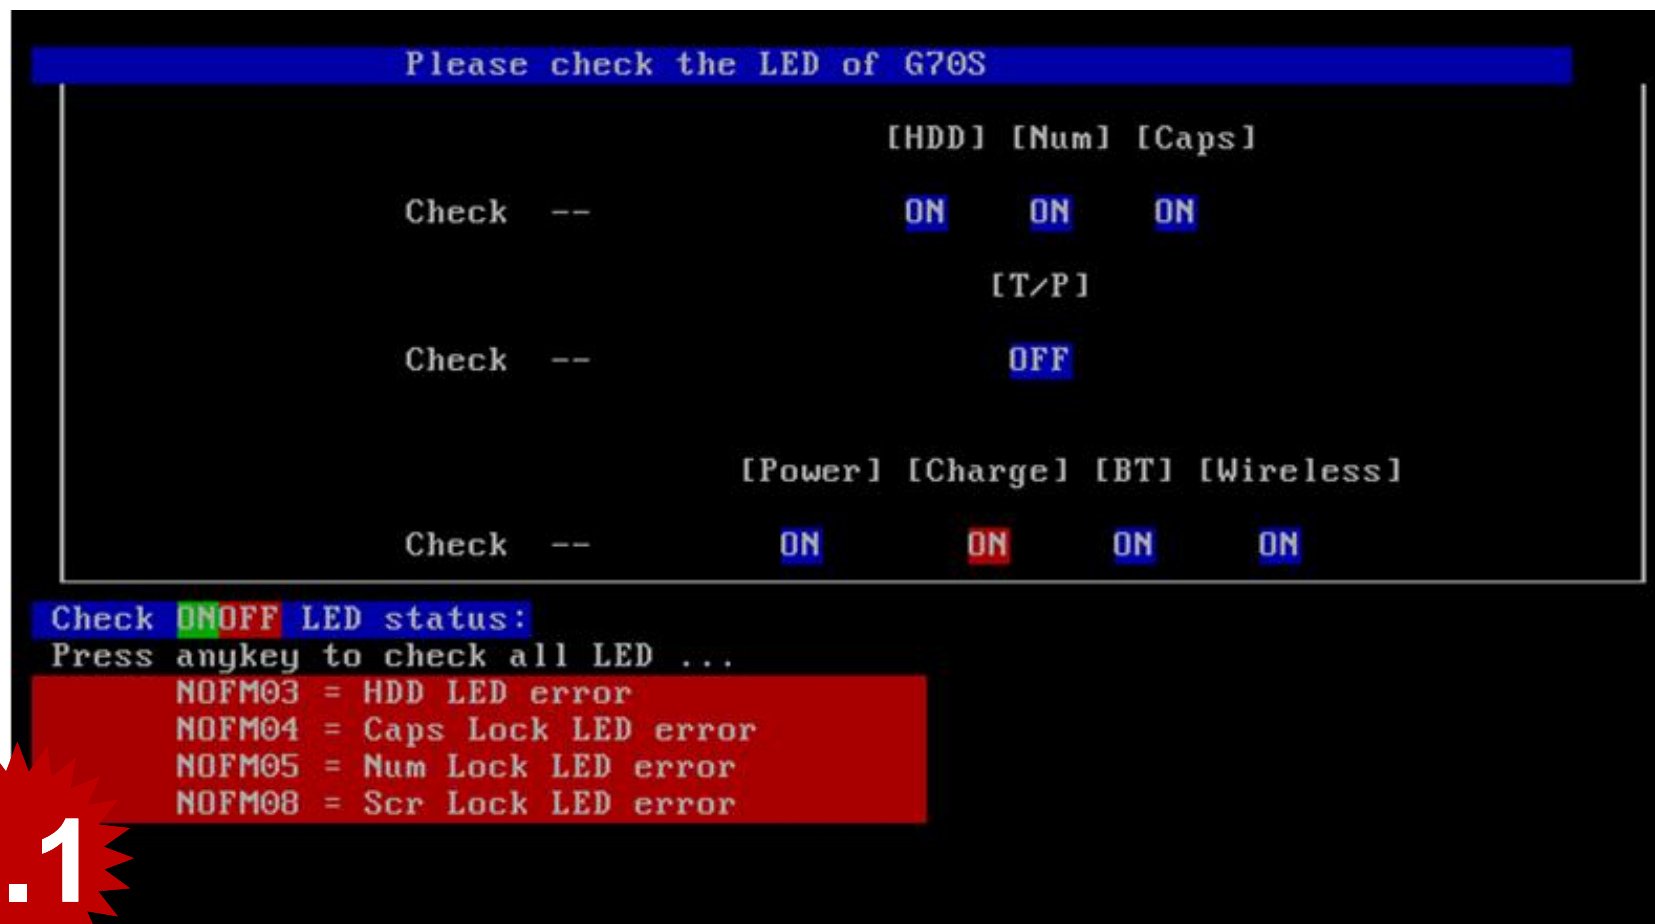 Please check the LED of G70S
[HDD] [Num] [Caps]
Check -- ON ON ON
[T/P]
Check -- OFF
[Power] [Charge] [BT] [Wireless]
Check -- ON ON ON ON
Check ONOFF LED status:
Press anykey to check all LED ...
NOFM03 = HDD LED error
NOFM04 = Caps Lock LED error
NOFM05 = Num Lock LED error
NOFM08 = Scr Lock LED error
.1